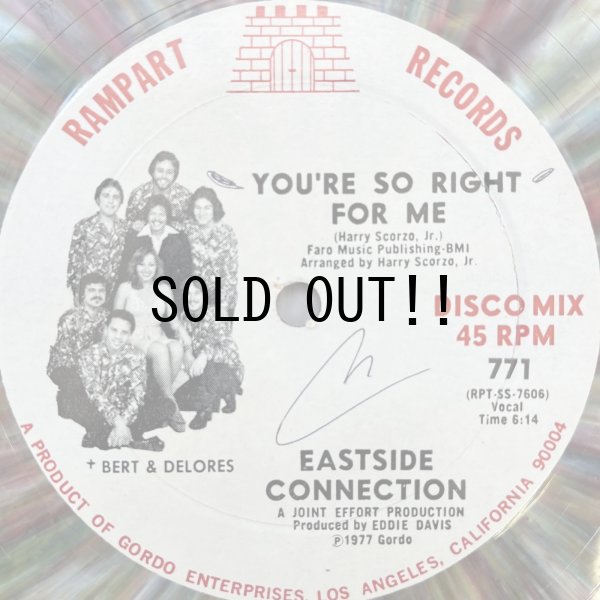 RAMPART RECORDS
YOU'RE SO RIGHT
FOR ME
(Harry Scorzo, Jr.)
Faro Music Publishing-BMI
Arranged by Harry Scorzo, Jr.
SOLD OUT!!
DISCO MIX
45 RPM
771
(RPT-SS-7606)
Vocal
Time 6:14
+ BERT & DELORES
EASTSIDE
CONNECTION
A JOINT EFFORT PRODUCTION
Produced by EDDIE DAVIS
℗1977 Gordo
A PRODUCT OF GORDO ENTERPRISES, LOS ANGELES, CALIFORNIA 90004